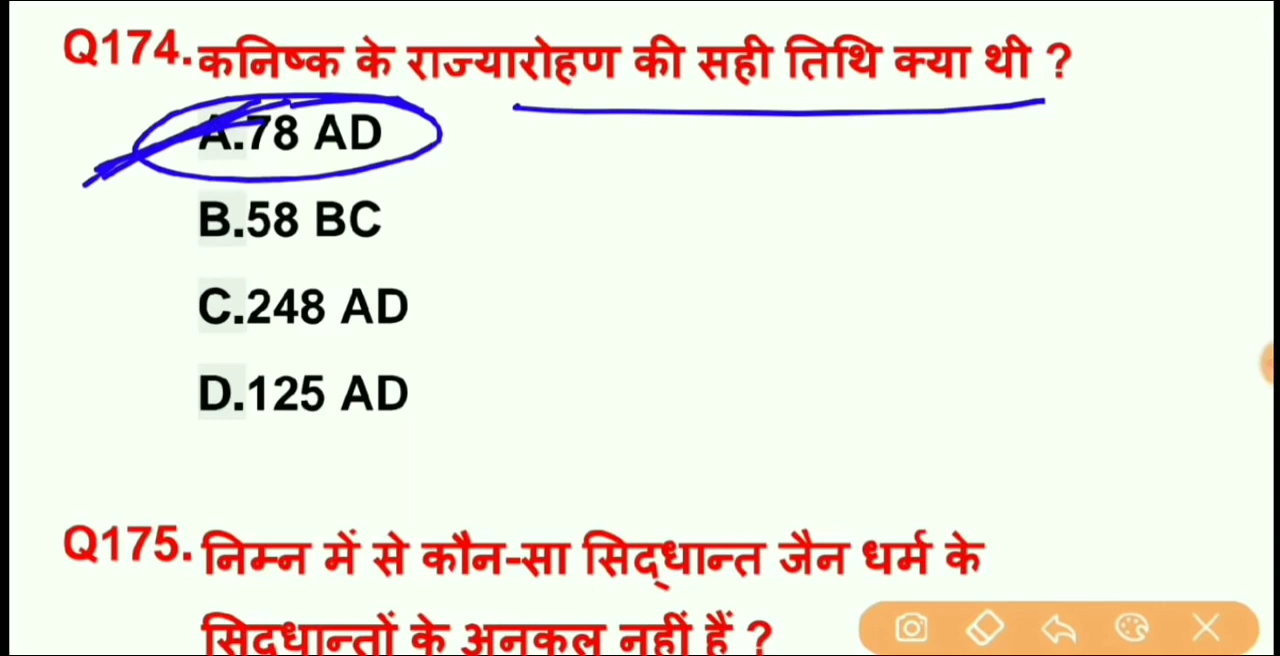 Q174. कनिष्क के राज्यारोहण की सही तिथि क्या थी ?
A.78 AD
B.58 BC
C.248 AD
D.125 AD
Q175. निम्न में से कौन-सा सिद्धान्त जैन धर्म के
सिद्धान्तों के अनुकूल नहीं हैं ?